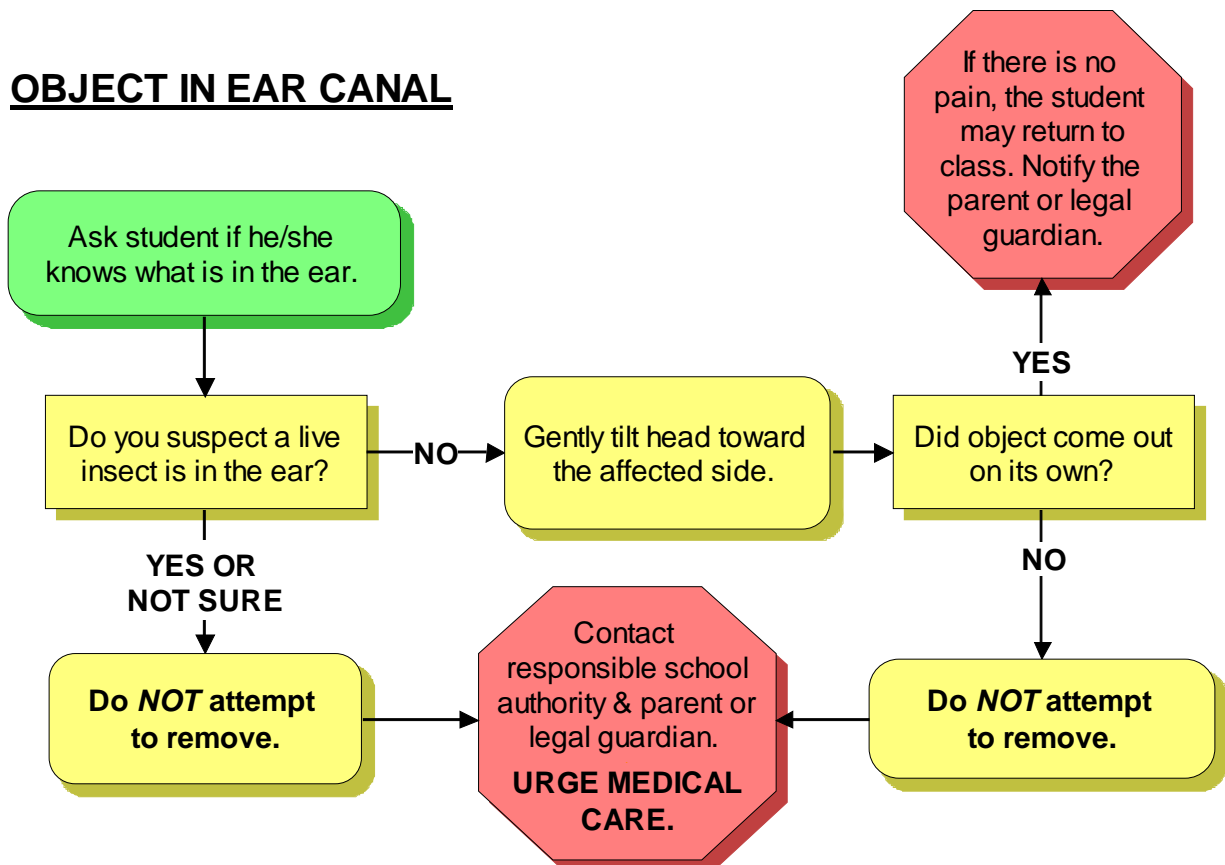 OBJECT IN EAR CANAL
If there is no
pain, the student
may return to
class. Notify the
parent or legal
guardian.
Ask student if he/she
knows what is in the ear.
YES
Do you suspect a live
insect is in the ear?
NO
Gently tilt head toward
the affected side.
Did object come out
on its own?
YES OR
NOT SURE
NO
Do NOT attempt
to remove.
Contact
responsible school
authority & parent or
legal guardian.
URGE MEDICAL
CARE.
Do NOT attempt
to remove.